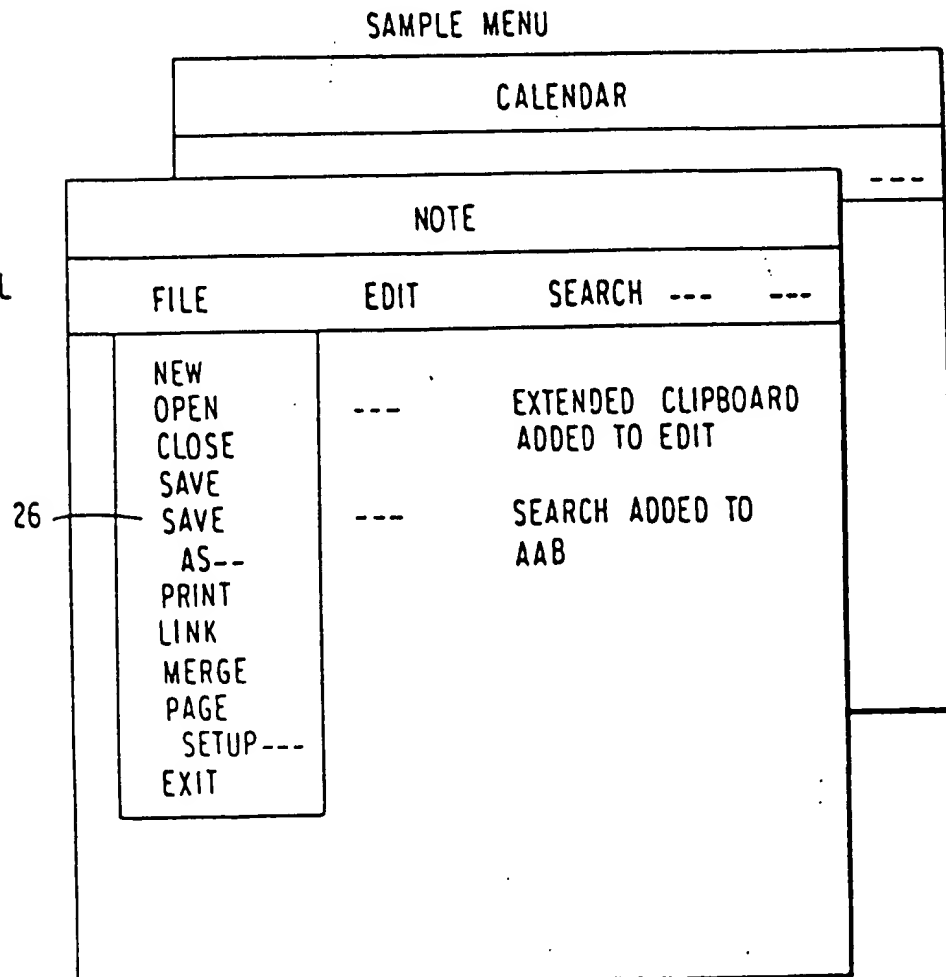 SAMPLE MENU
CALENDAR
---
NOTE
L
FILE EDIT SEARCH --- ---
NEW
OPEN --- EXTENDED CLIPBOARD
CLOSE ADDED TO EDIT
SAVE
26 SAVE --- SEARCH ADDED TO
AS-- AAB
PRINT
LINK
MERGE
PAGE
SETUP---
EXIT